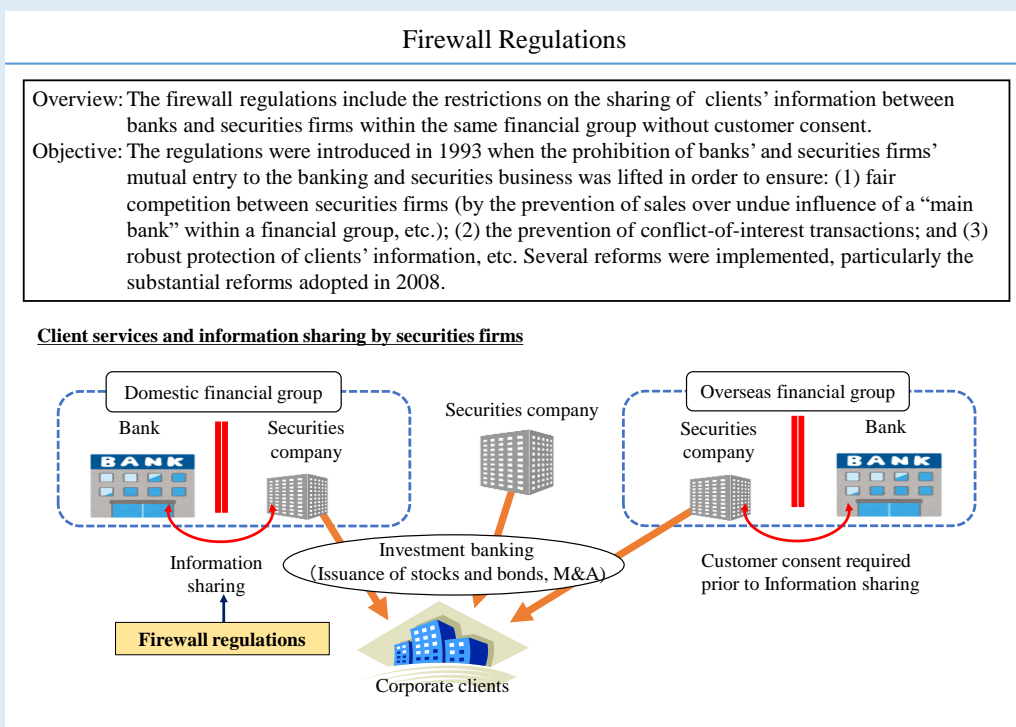 Firewall Regulations
Overview: The firewall regulations include the restrictions on the sharing of clients’ information between
banks and securities firms within the same financial group without customer consent.
Objective: The regulations were introduced in 1993 when the prohibition of banks’ and securities firms’
mutual entry to the banking and securities business was lifted in order to ensure: (1) fair
competition between securities firms (by the prevention of sales over undue influence of a “main
bank” within a financial group, etc.); (2) the prevention of conflict-of-interest transactions; and (3)
robust protection of clients’ information, etc. Several reforms were implemented, particularly the
substantial reforms adopted in 2008.
Client services and information sharing by securities firms
Domestic financial group
Bank
Securities
company
BANK
Securities company
Overseas financial group
Securities
company
Bank
BANK
Information
sharing
Investment banking
(Issuance of stocks and bonds, M&A)
Customer consent required
prior to Information sharing
Firewall regulations
Corporate clients